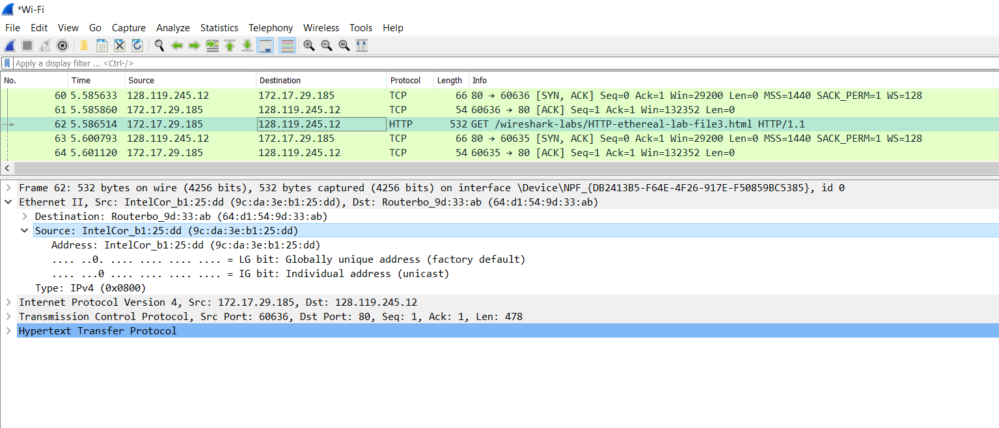 *Wi-Fi
File Edit View Go Capture Analyze Statistics Telephony Wireless Tools Help
Apply a display filter ... <Ctrl-/>
No. Time Source Destination Protocol Length Info
60 5.585633 128.119.245.12 172.17.29.185 TCP 66 80 → 60636 [SYN, ACK] Seq=0 Ack=1 Win=29200 Len=0 MSS=1440 SACK_PERM=1 WS=128
61 5.585860 172.17.29.185 128.119.245.12 TCP 54 60636 → 80 [ACK] Seq=1 Ack=1 Win=132352 Len=0
62 5.586514 172.17.29.185 128.119.245.12 HTTP 532 GET /wireshark-labs/HTTP-ethereal-lab-file3.html HTTP/1.1
63 5.600793 128.119.245.12 172.17.29.185 TCP 66 80 → 60635 [SYN, ACK] Seq=0 Ack=1 Win=29200 Len=0 MSS=1440 SACK_PERM=1 WS=128
64 5.601120 172.17.29.185 128.119.245.12 TCP 54 60635 → 80 [ACK] Seq=1 Ack=1 Win=132352 Len=0
Frame 62: 532 bytes on wire (4256 bits), 532 bytes captured (4256 bits) on interface \Device\NPF_{DB2413B5-F64E-4F26-917E-F50859BC5385}, id 0
Ethernet II, Src: IntelCor_b1:25:dd (9c:da:3e:b1:25:dd), Dst: Routerbo_9d:33:ab (64:d1:54:9d:33:ab)
Destination: Routerbo_9d:33:ab (64:d1:54:9d:33:ab)
Source: IntelCor_b1:25:dd (9c:da:3e:b1:25:dd)
Address: IntelCor_b1:25:dd (9c:da:3e:b1:25:dd)
.... ..0. .... .... .... .... = LG bit: Globally unique address (factory default)
.... ...0 .... .... .... .... = IG bit: Individual address (unicast)
Type: IPv4 (0x0800)
Internet Protocol Version 4, Src: 172.17.29.185, Dst: 128.119.245.12
Transmission Control Protocol, Src Port: 60636, Dst Port: 80, Seq: 1, Ack: 1, Len: 478
Hypertext Transfer Protocol